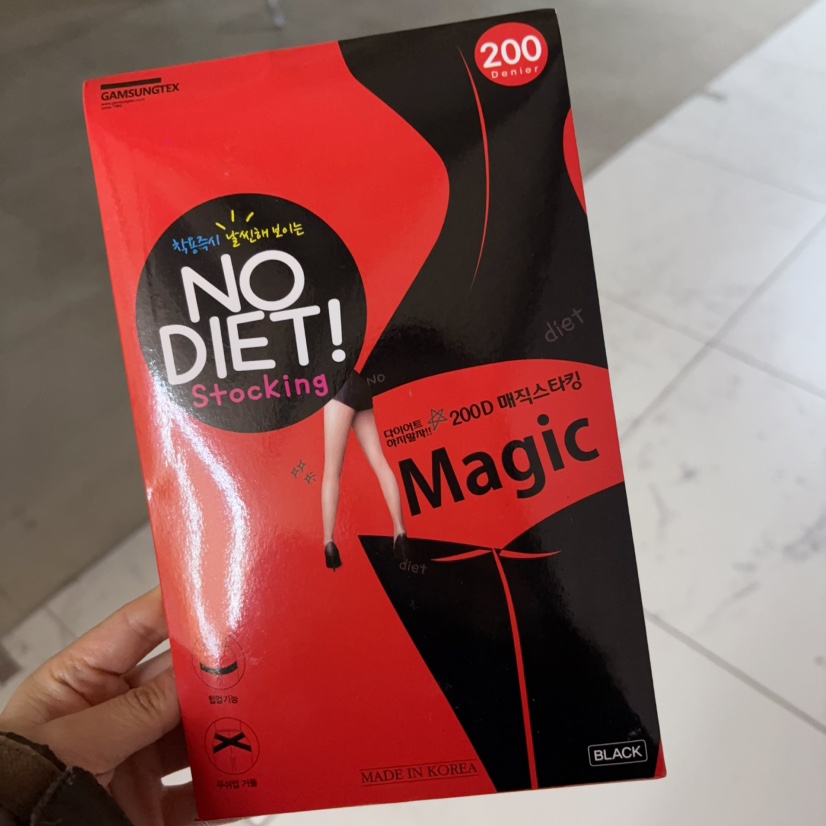 GAMSUNGTEX
200
Denier
착용즉시 날씬해 보이는
NO
DIET!
Stocking
diet
NO
다이어트
하지말자!!
200D 매직스타킹
Magic
diet
힙업기능
BLACK
MADE IN KOREA